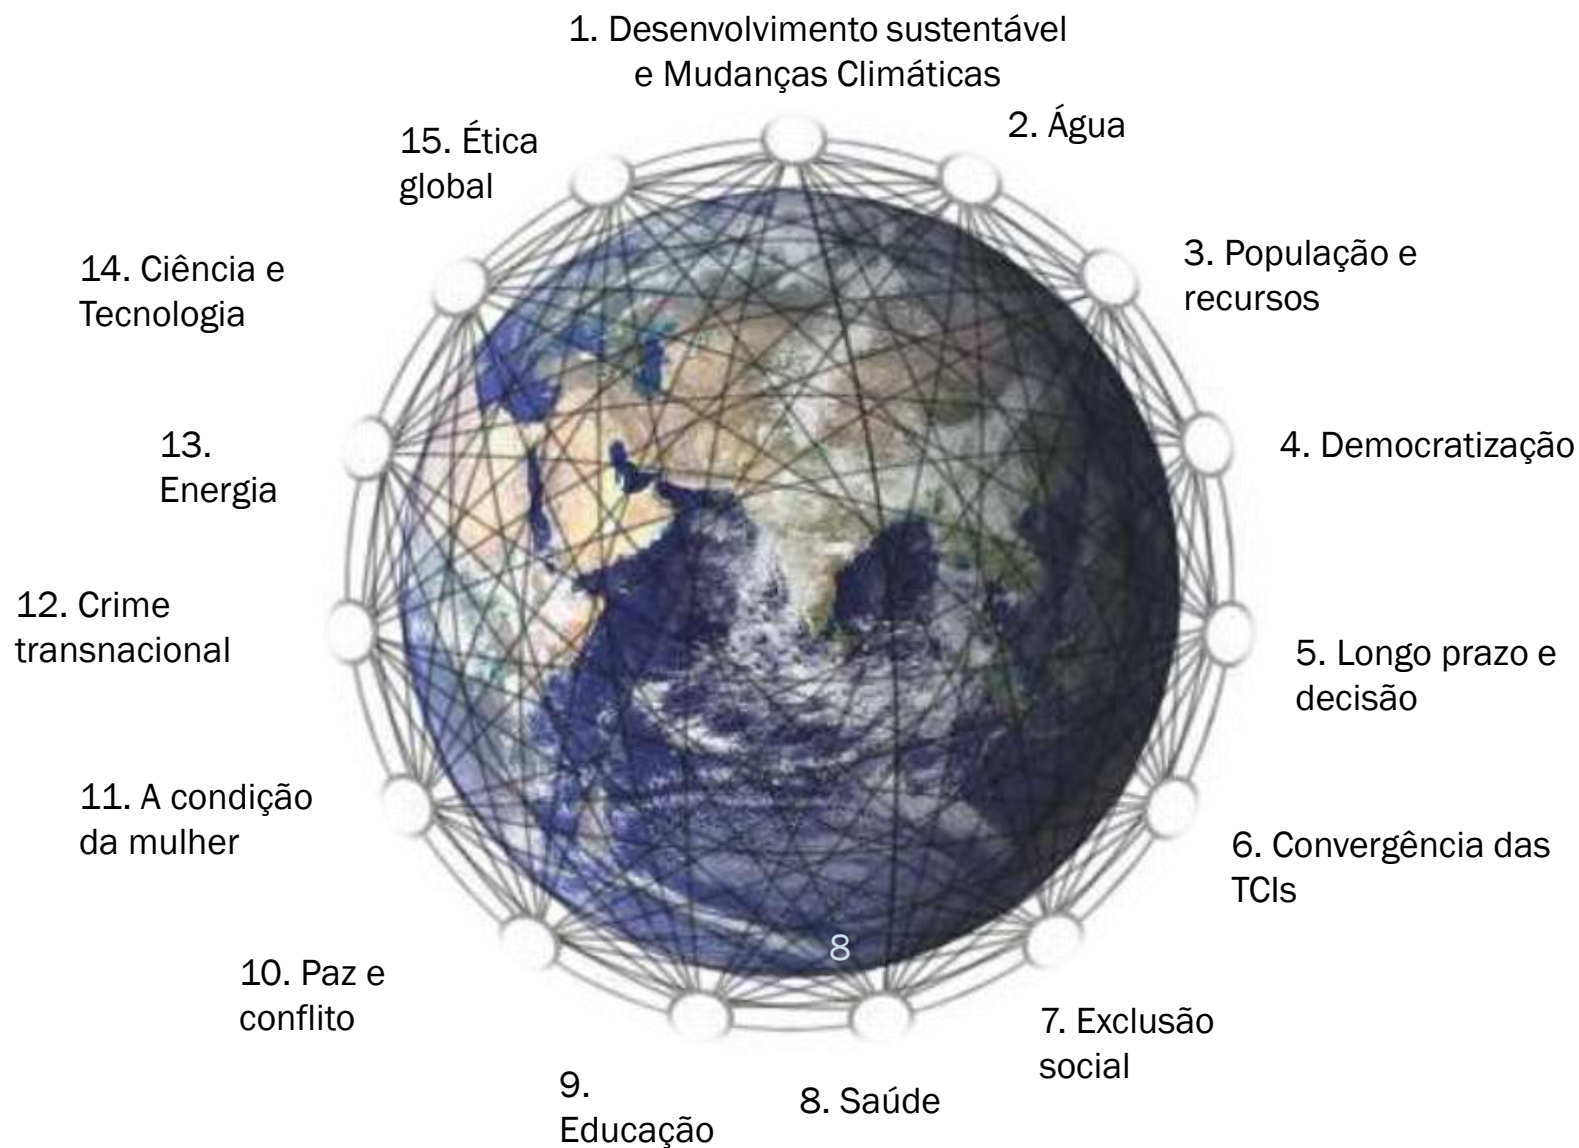 1. Desenvolvimento sustentável
e Mudanças Climáticas
2. Água
3. População e
recursos
4. Democratização
5. Longo prazo e
decisão
6. Convergência das
TCIs
7. Exclusão
social
8. Saúde
9.
Educação
10. Paz e
conflito
11. A condição
da mulher
12. Crime
transnacional
13.
Energia
14. Ciência e
Tecnologia
15. Ética
global
8